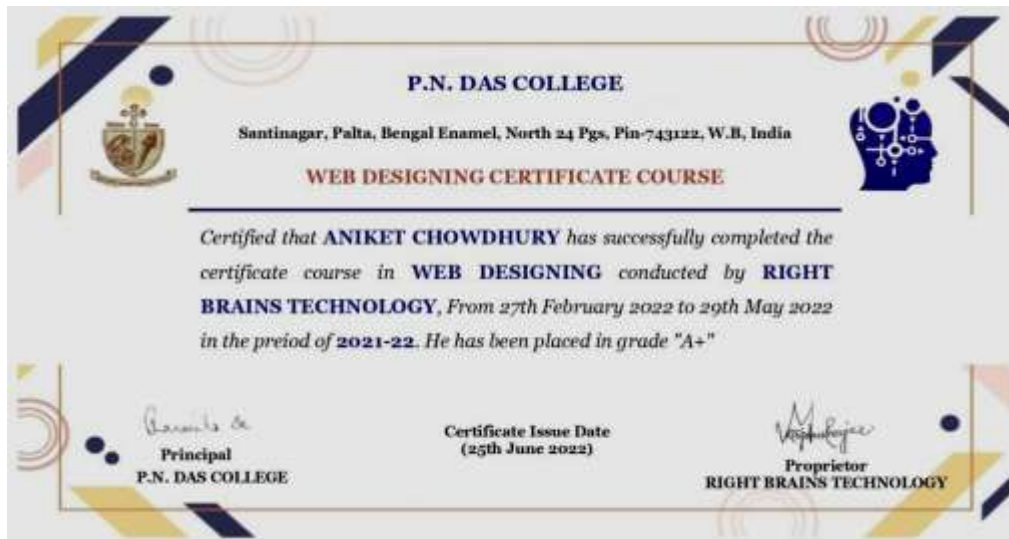 P.N. DAS COLLEGE
Santinagar, Palta, Bengal Enamel, North 24 Pgs, Pin-743122, W.B, India
WEB DESIGNING CERTIFICATE COURSE
Certified that ANIKET CHOWDHURY has successfully completed the
certificate course in WEB DESIGNING conducted by RIGHT
BRAINS TECHNOLOGY, From 27th February 2022 to 29th May 2022
in the preiod of 2021-22. He has been placed in grade "A+"
Certificate Issue Date
(25th June 2022)
Principal
P.N. DAS COLLEGE
Proprietor
RIGHT BRAINS TECHNOLOGY